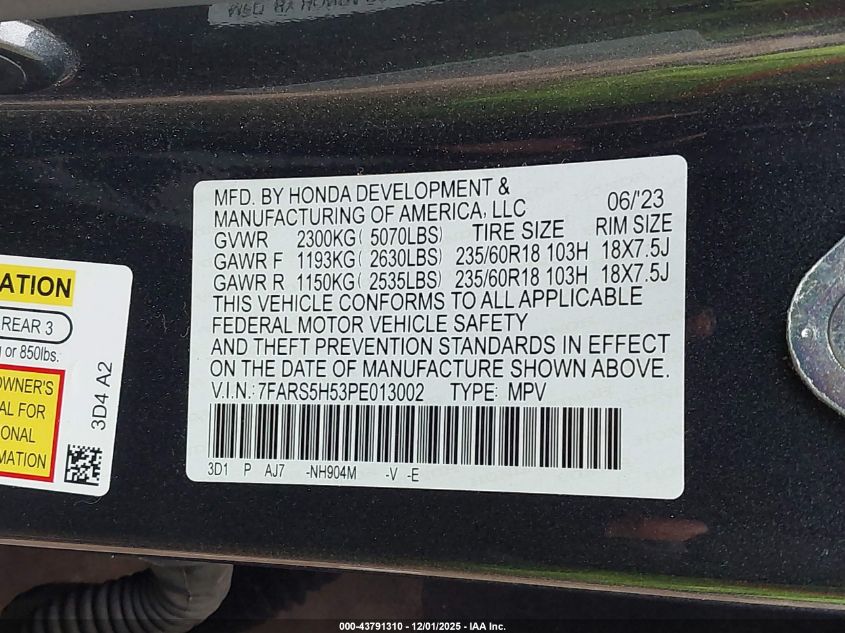 MFD. BY HONDA DEVELOPMENT &
MANUFACTURING OF AMERICA, LLC 06/'23
GVWR 2300KG( 5070LBS) TIRE SIZE RIM SIZE
GAWR F 1193KG( 2630LBS) 235/60R18 103H 18X7.5J
GAWR R 1150KG( 2535LBS) 235/60R18 103H 18X7.5J
THIS VEHICLE CONFORMS TO ALL APPLICABLE
FEDERAL MOTOR VEHICLE SAFETY
AND THEFT PREVENTION STANDARDS IN EFFECT
ON THE DATE OF MANUFACTURE SHOWN ABOVE.
V.I.N.: 7FARS5H53PE013002 TYPE: MPV
3D1 P AJ7 -NH904M -V -E
REAR 3
or 850lbs.
OWNER'S
FOR
3D4 A2
000-43791310 - 12/01/2025 - IAA Inc.